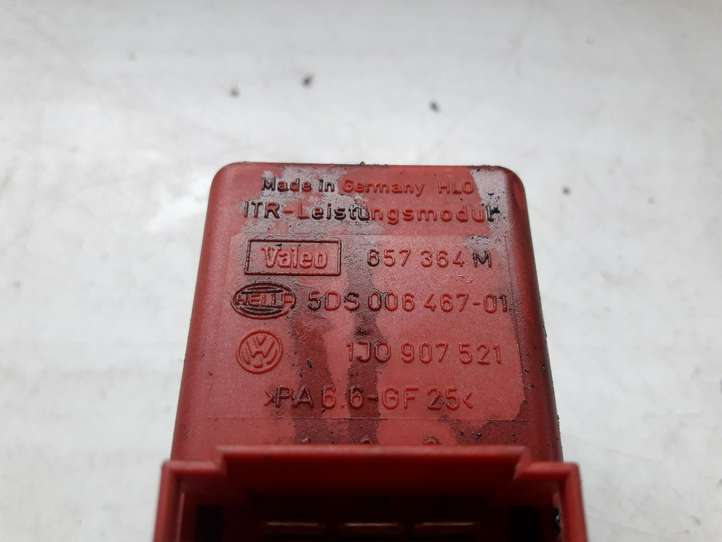 Made in Germany HLO
ITR-Leistungsmodul
Valeo 657 364 M
HELLA 5DS 006 467-01
VW 1J0 907 521
>PA 6.6-GF 25<